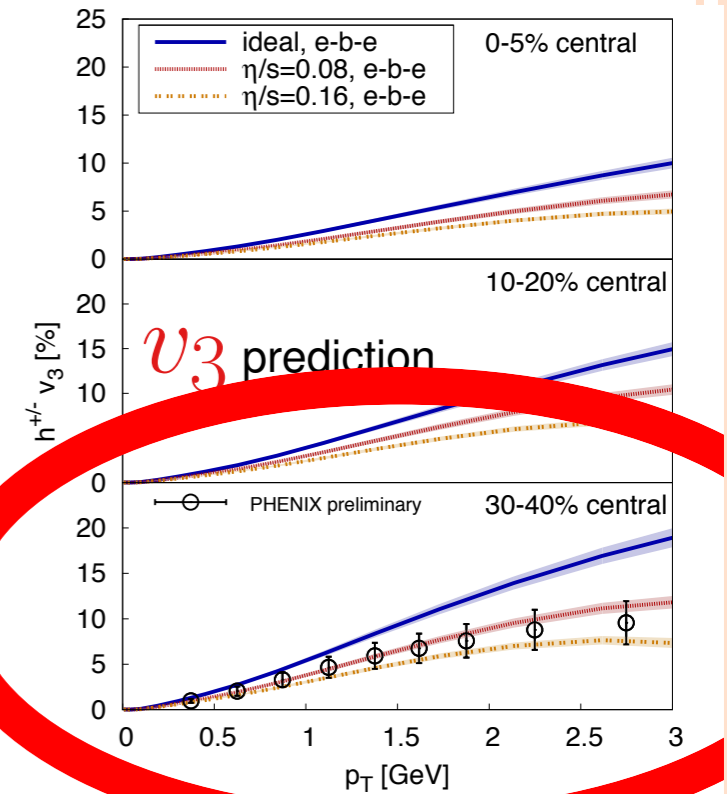 25
20
15
10
5
0
ideal, e-b-e
η/s=0.08, e-b-e
η/s=0.16, e-b-e
0-5% central
20
15
10
0
10-20% central
v3 prediction
h+/- v3 [%]
20
15
10
5
0
PHENIX preliminary
30-40% central
0 0.5 1 1.5 2 2.5 3
pT [GeV]